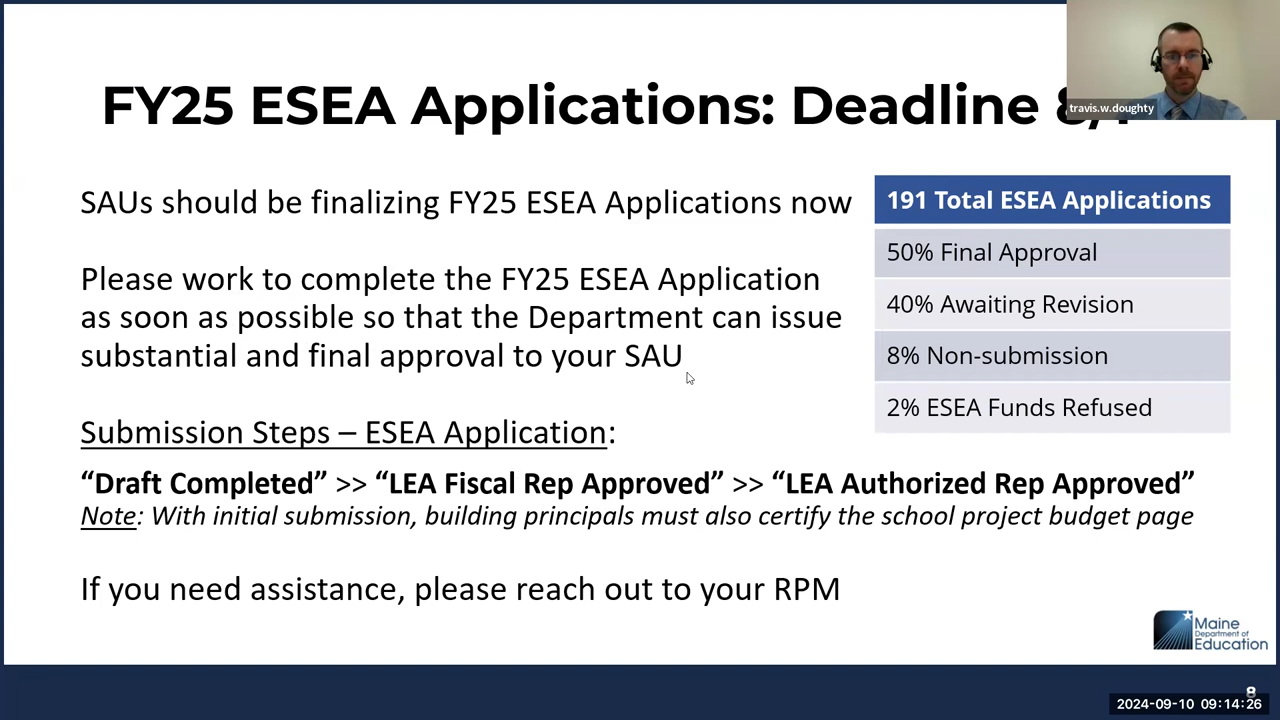 FY25 ESEA Applications: Deadline
travis.w.doughty
SAUs should be finalizing FY25 ESEA Applications now
Please work to complete the FY25 ESEA Application
as soon as possible so that the Department can issue
substantial and final approval to your SAU
191 Total ESEA Applications
50% Final Approval
40% Awaiting Revision
8% Non-submission
2% ESEA Funds Refused
Submission Steps – ESEA Application:
“Draft Completed” >> “LEA Fiscal Rep Approved” >> “LEA Authorized Rep Approved”
Note: With initial submission, building principals must also certify the school project budget page
If you need assistance, please reach out to your RPM
Maine
Department of
Education
8
2024-09-10 09:14:26